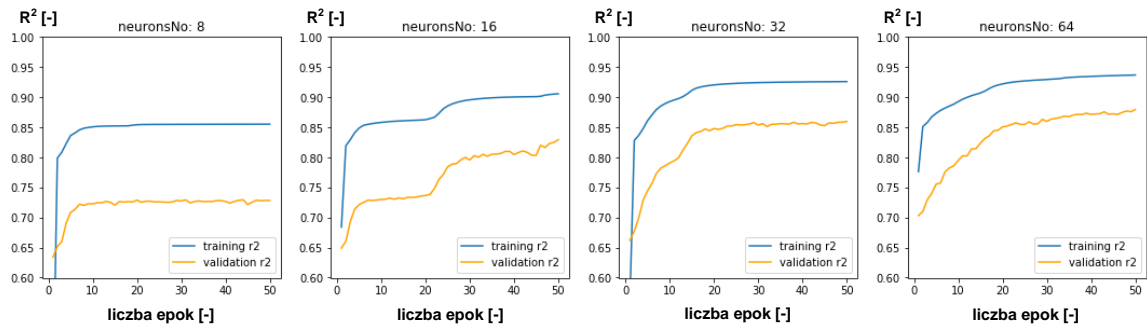 R² [-]
neuronsNo: 8
1.00
0.95
0.90
0.85
0.80
0.75
0.70
0.65
0.60
training r2
validation r2
0 10 20 30 40 50
liczba epok [-]
R² [-]
neuronsNo: 16
1.00
0.95
0.90
0.85
0.80
0.75
0.70
0.65
0.60
training r2
validation r2
0 10 20 30 40 50
liczba epok [-]
R² [-]
neuronsNo: 32
1.00
0.95
0.90
0.85
0.80
0.75
0.70
0.65
0.60
training r2
validation r2
0 10 20 30 40 50
liczba epok [-]
R² [-]
neuronsNo: 64
1.00
0.95
0.90
0.85
0.80
0.75
0.70
0.65
0.60
training r2
validation r2
0 10 20 30 40 50
liczba epok [-]